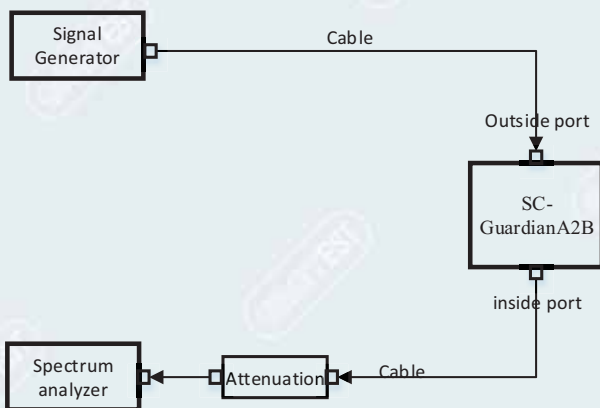 Signal
Generator
Cable
Outside port
SC-
GuardianA2B
inside port
Cable
Attenuation
Spectrum
analyzer